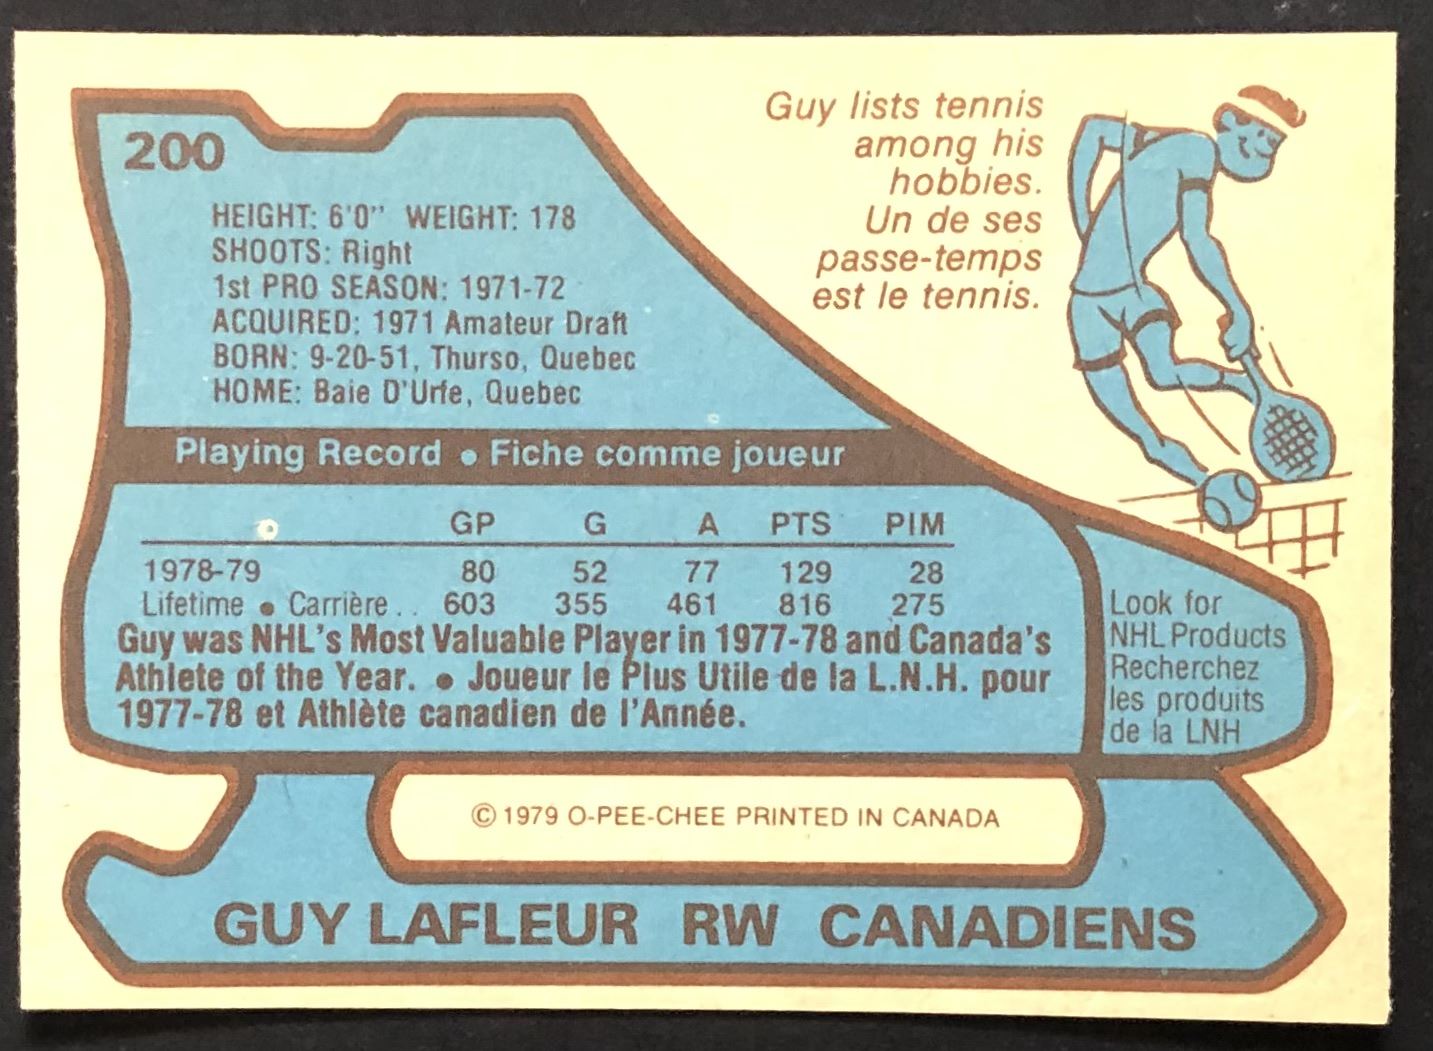 200
Guy lists tennis
among his
hobbies.
Un de ses
passe-temps
est le tennis.
HEIGHT: 6'0" WEIGHT: 178
SHOOTS: Right
1st PRO SEASON: 1971-72
ACQUIRED: 1971 Amateur Draft
BORN: 9-20-51, Thurso, Quebec
HOME: Baie D'Urfe, Quebec
Playing Record • Fiche comme joueur
GP G A PTS PIM
1978-79 80 52 77 129 28
Lifetime • Carrière.. 603 355 461 816 275
Guy was NHL's Most Valuable Player in 1977-78 and Canada's
Athlete of the Year. • Joueur le Plus Utile de la L.N.H. pour
1977-78 et Athlète canadien de l'Année.
Look for
NHL Products
Recherchez
les produits
de la LNH
© 1979 O-PEE-CHEE PRINTED IN CANADA
GUY LAFLEUR RW CANADIENS